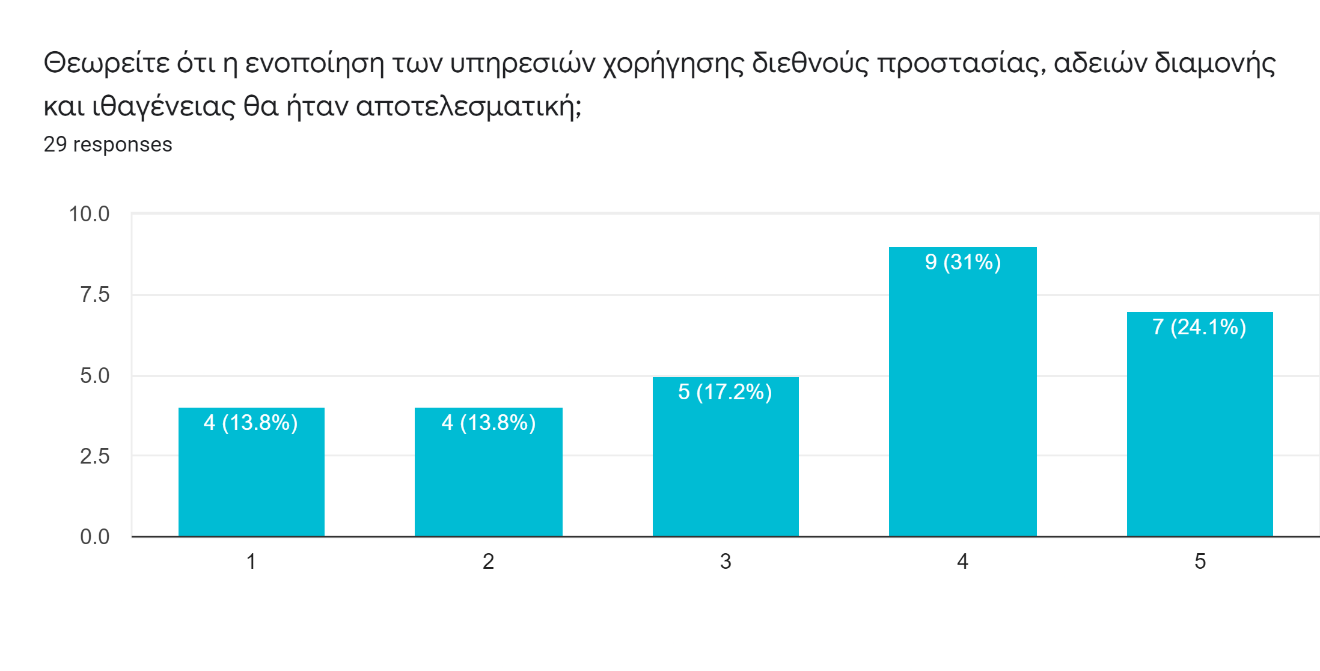 Θεωρείτε ότι η ενοποίηση των υπηρεσιών χορήγησης διεθνούς προστασίας, αδειών διαμονής
και ιθαγένειας θα ήταν αποτελεσματική;
29 responses
10.0
7.5
5.0
2.5
0.0
4 (13.8%)
4 (13.8%)
5 (17.2%)
9 (31%)
7 (24.1%)
1 2 3 4 5